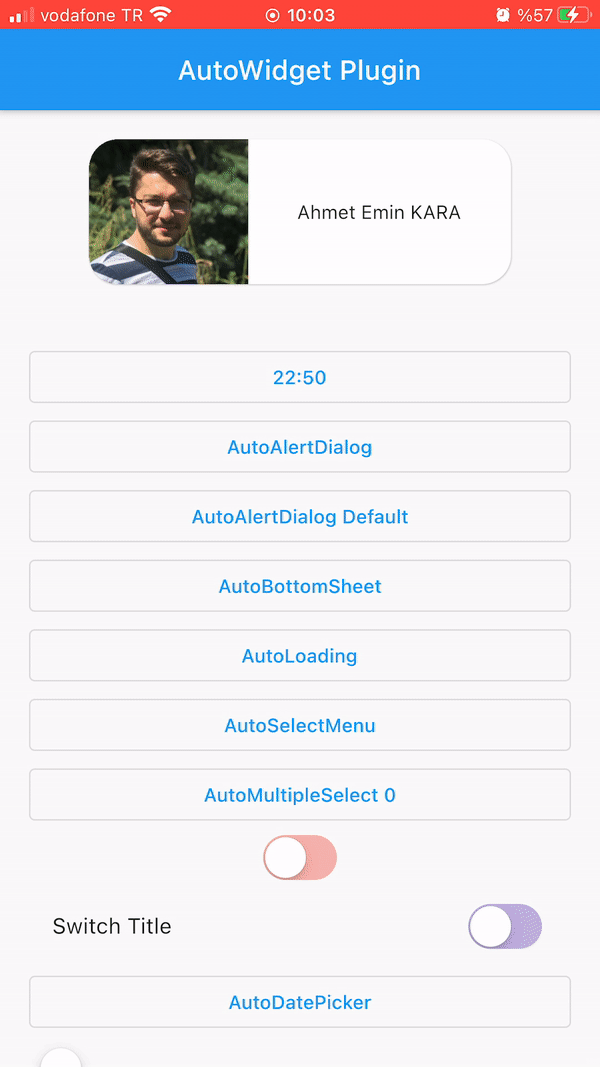 vodafone TR 10:03 %57
AutoWidget Plugin
Ahmet Emin KARA
22:50
AutoAlertDialog
AutoAlertDialog Default
AutoBottomSheet
AutoLoading
AutoSelectMenu
AutoMultipleSelect 0
Switch Title
AutoDatePicker